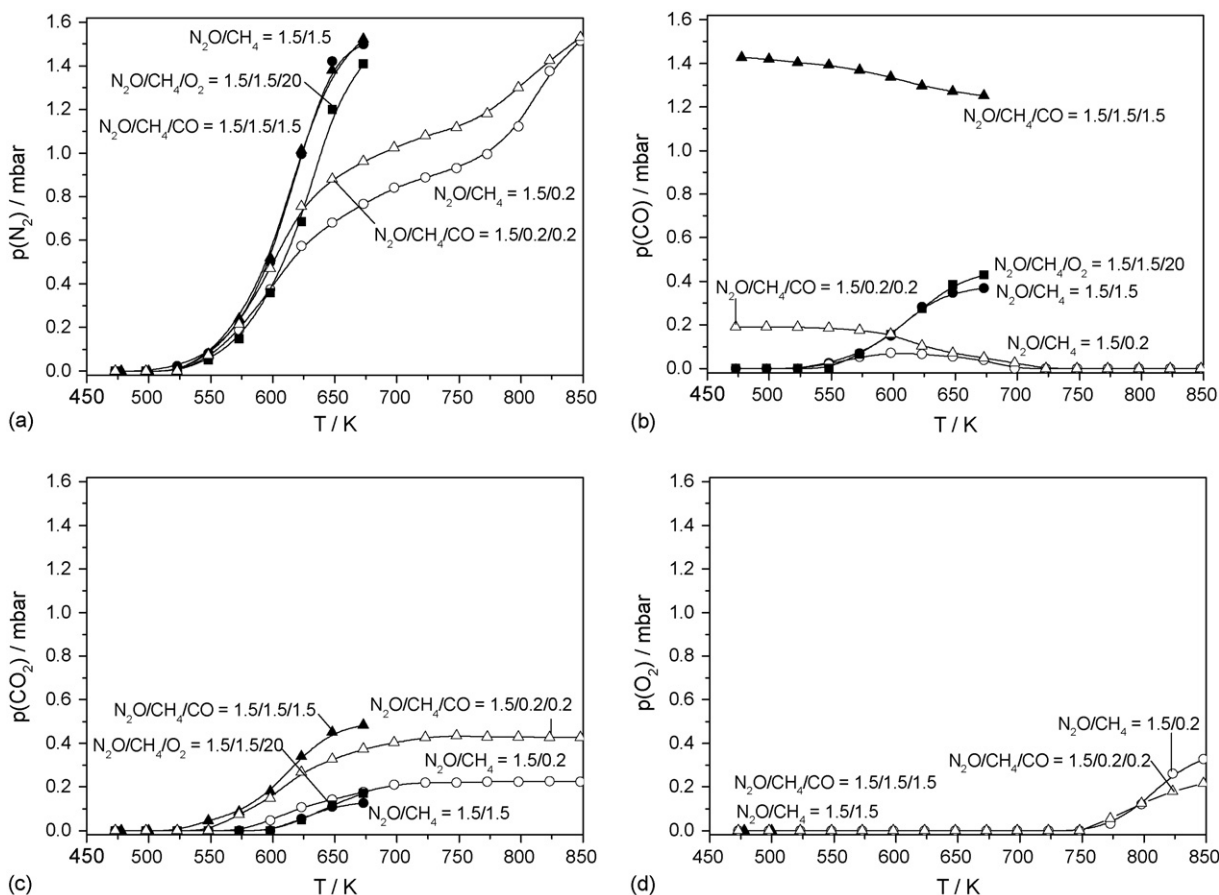 1.6
N₂O/CH₄ = 1.5/1.5
1.4
N₂O/CH₄/O₂ = 1.5/1.5/20
1.2
N₂O/CH₄/CO = 1.5/1.5/1.5
1.0
0.8
N₂O/CH₄ = 1.5/0.2
0.6
N₂O/CH₄/CO = 1.5/0.2/0.2
0.4
0.2
0.0
p(N₂) / mbar
450 500 550 600 650 700 750 800 850
(a) T / K
1.6
1.4
1.2
N₂O/CH₄/CO = 1.5/1.5/1.5
1.0
0.8
0.6
0.4
N₂O/CH₄/O₂ = 1.5/1.5/20
N₂O/CH₄/CO = 1.5/0.2/0.2
N₂O/CH₄ = 1.5/1.5
0.2
N₂O/CH₄ = 1.5/0.2
0.0
p(CO) / mbar
450 500 550 600 650 700 750 800 850
(b) T / K
1.6
1.4
1.2
1.0
0.8
0.6
N₂O/CH₄/CO = 1.5/1.5/1.5
N₂O/CH₄/CO = 1.5/0.2/0.2
0.4
N₂O/CH₄/O₂ = 1.5/1.5/20
N₂O/CH₄ = 1.5/0.2
0.2
N₂O/CH₄ = 1.5/1.5
0.0
p(CO₂) / mbar
450 500 550 600 650 700 750 800 850
(c) T / K
1.6
1.4
1.2
1.0
0.8
0.6
N₂O/CH₄ = 1.5/0.2
0.4
N₂O/CH₄/CO = 1.5/0.2/0.2
0.2
N₂O/CH₄/CO = 1.5/1.5/1.5
N₂O/CH₄ = 1.5/1.5
0.0
p(O₂) / mbar
450 500 550 600 650 700 750 800 850
(d) T / K